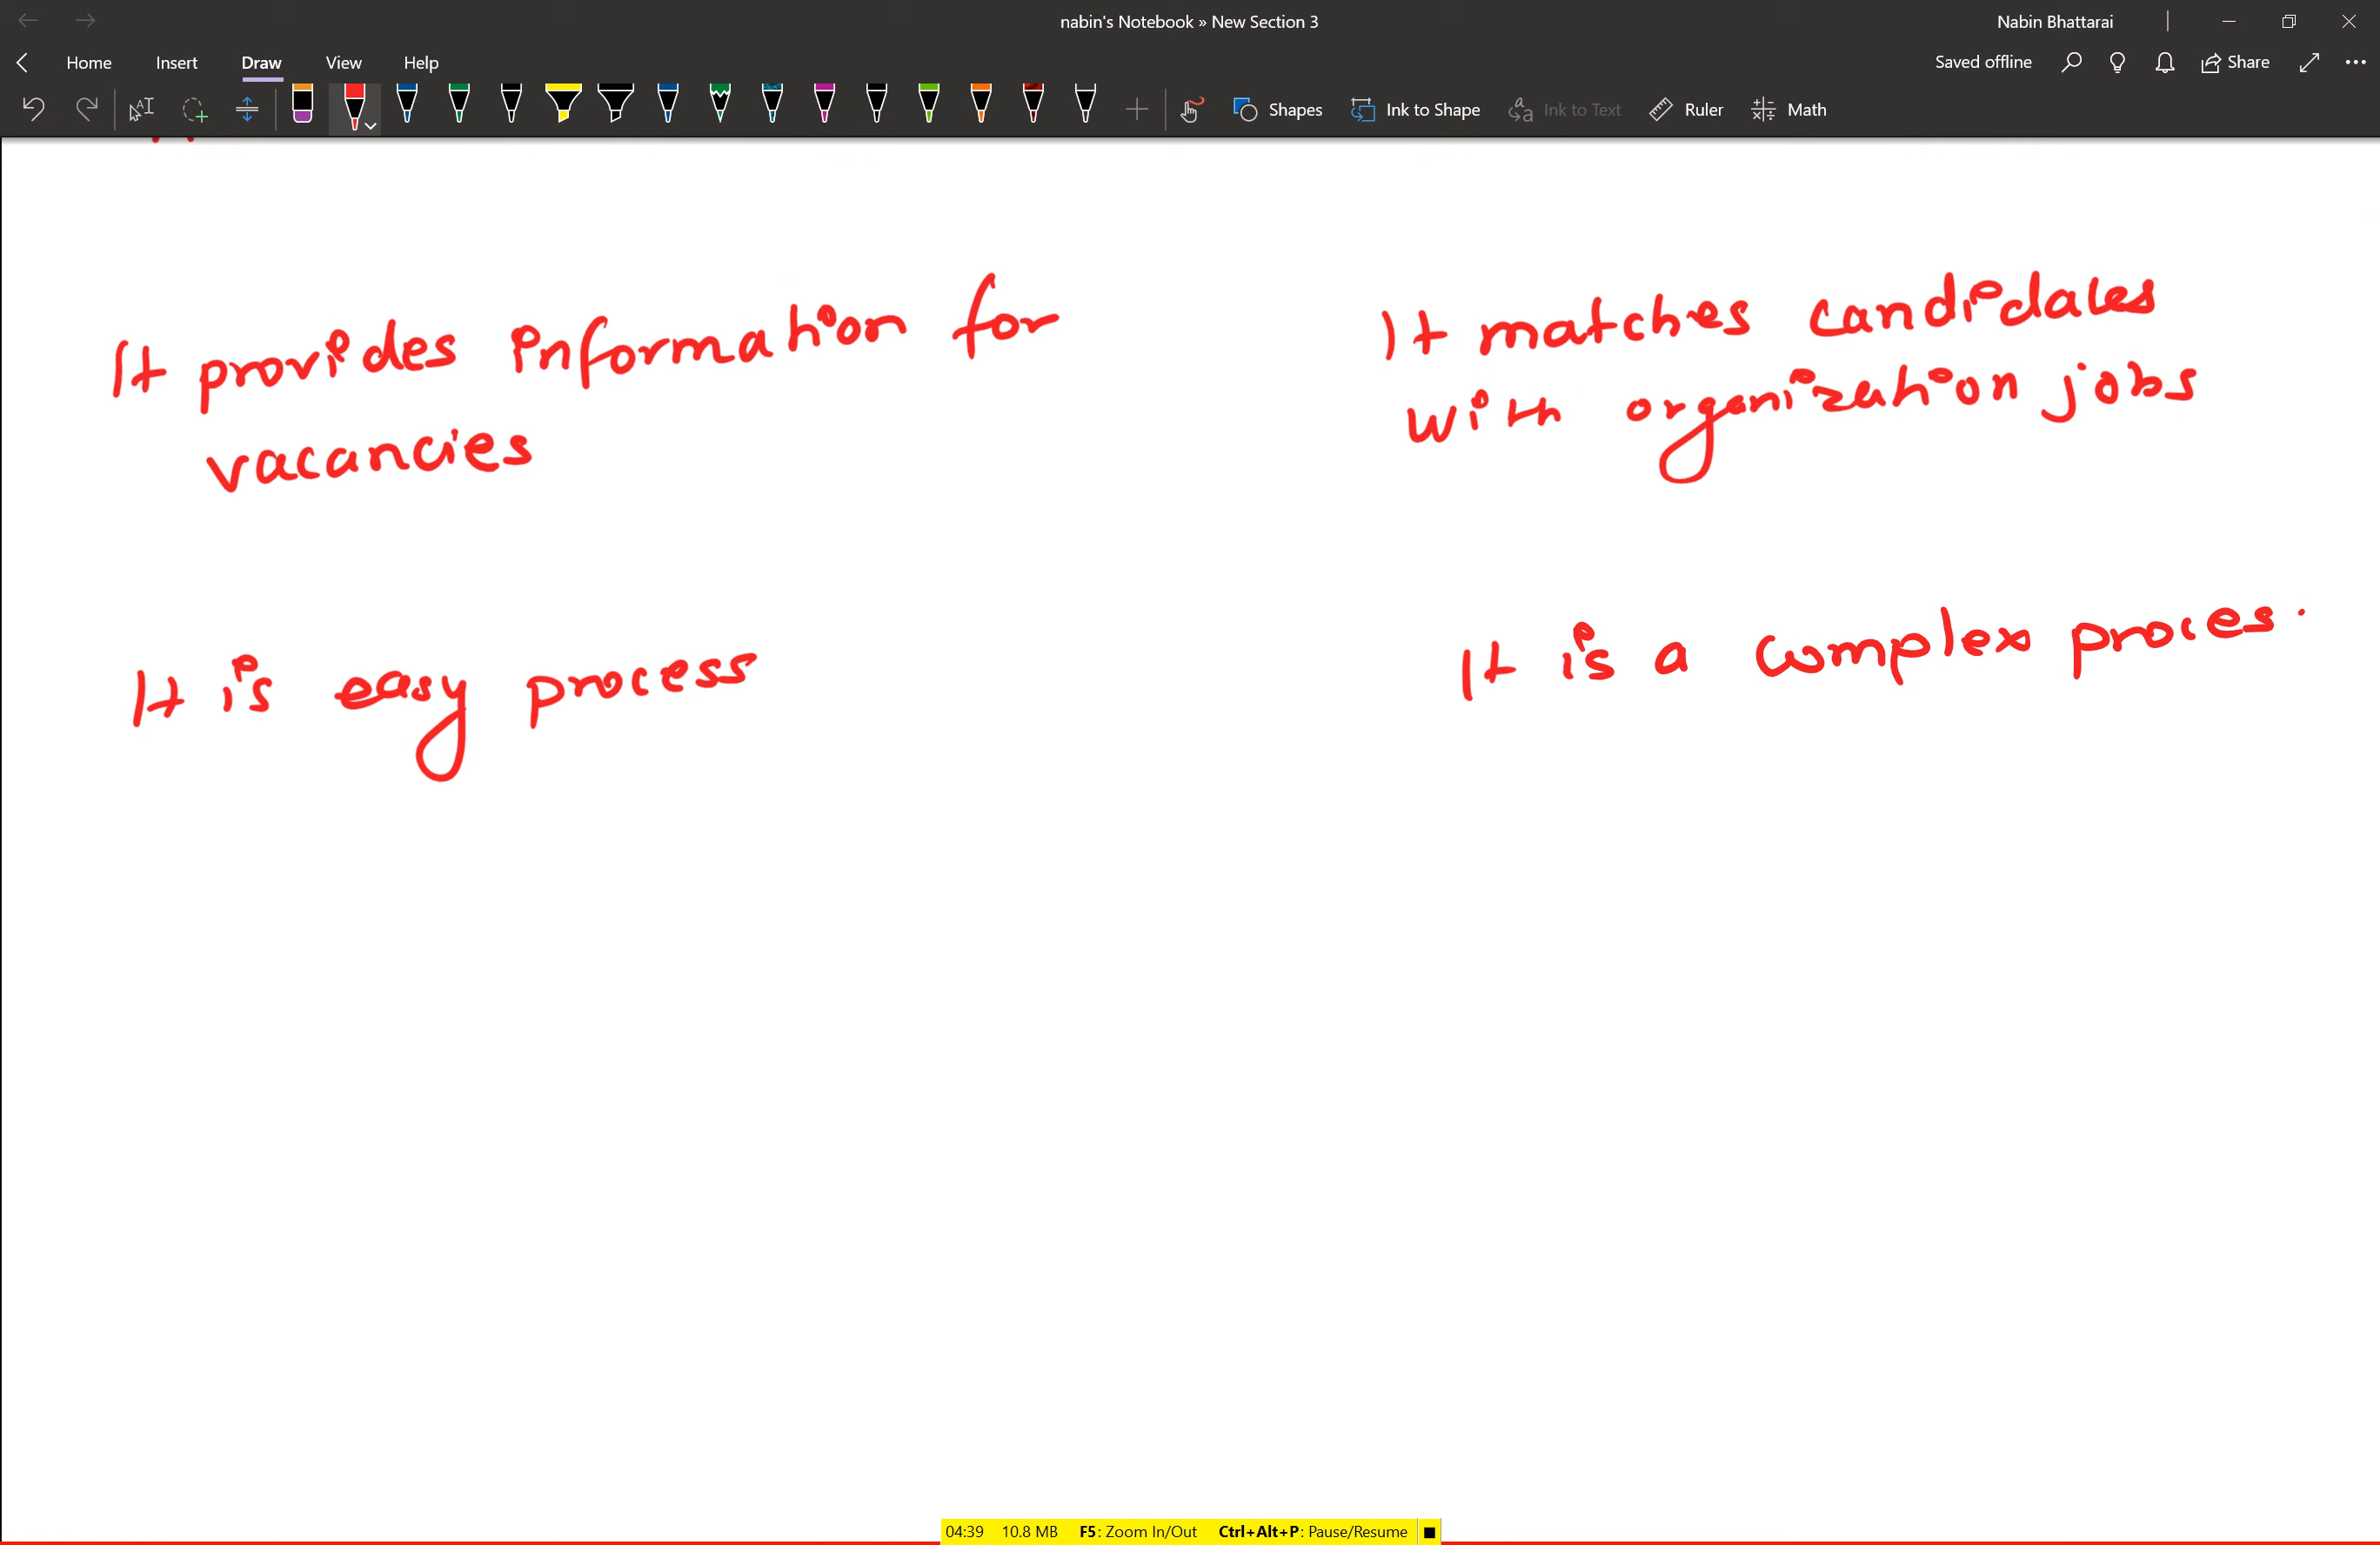 nabin's Notebook » New Section 3
Nabin Bhattarai
Home Insert Draw View Help
Saved offline Share
Shapes Ink to Shape Ink to Text Ruler Math
It provides information for
vacancies
It matches candidates
with organization jobs
It is easy process
It is a complex proces.
04:39 10.8 MB F5: Zoom In/Out Ctrl+Alt+P: Pause/Resume